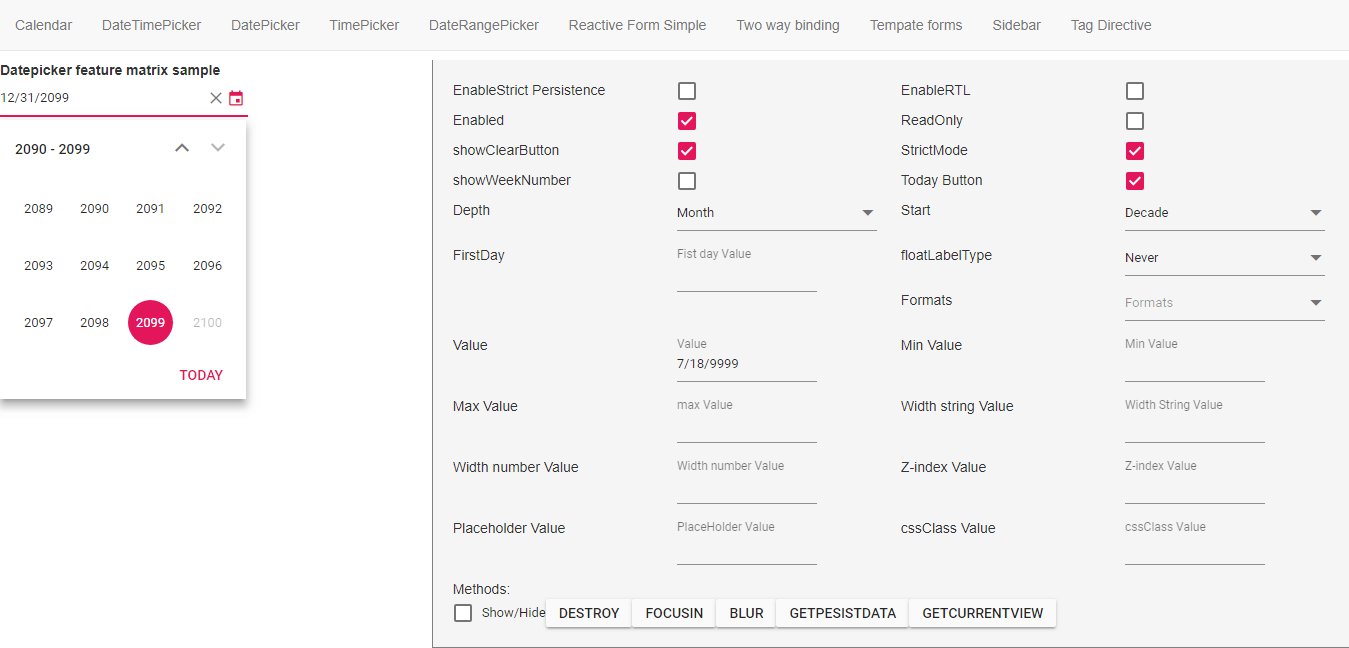 Calendar DateTimePicker DatePicker TimePicker DateRangePicker Reactive Form Simple Two way binding Tempate forms Sidebar Tag Directive
Datepicker feature matrix sample
12/31/2099
2090 - 2099
2089 2090 2091 2092
2093 2094 2095 2096
2097 2098 2099 2100
TODAY
EnableStrict Persistence EnableRTL
Enabled ReadOnly
showClearButton StrictMode
showWeekNumber Today Button
Depth Month Start Decade
FirstDay Fist day Value floatLabelType Never
Formats Formats
Value Value Min Value Min Value
7/18/9999
Max Value max Value Width string Value Width String Value
Width number Value Width number Value Z-index Value Z-index Value
Placeholder Value PlaceHolder Value cssClass Value cssClass Value
Methods:
Show/Hide DESTROY FOCUSIN BLUR GETPESISTDATA GETCURRENTVIEW